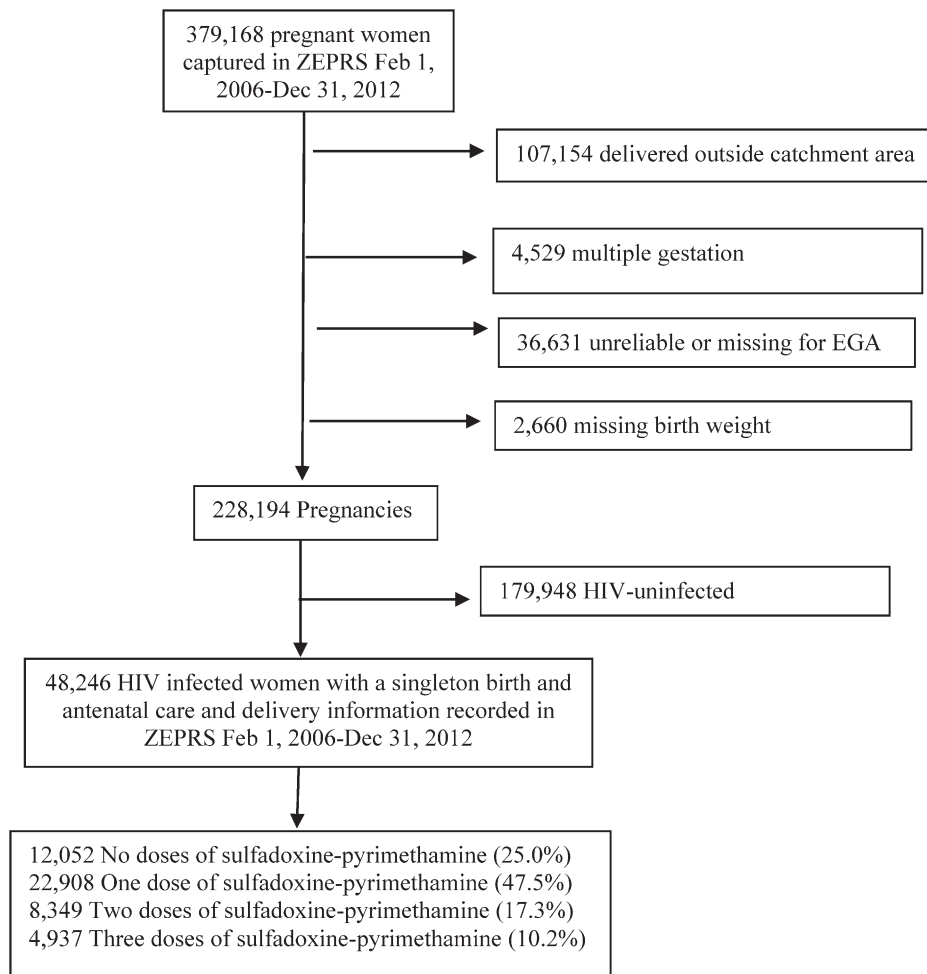 379,168 pregnant women
captured in ZEPRS Feb 1,
2006-Dec 31, 2012
107,154 delivered outside catchment area
4,529 multiple gestation
36,631 unreliable or missing for EGA
2,660 missing birth weight
228,194 Pregnancies
179,948 HIV-uninfected
48,246 HIV infected women with a singleton birth and
antenatal care and delivery information recorded in
ZEPRS Feb 1, 2006-Dec 31, 2012
12,052 No doses of sulfadoxine-pyrimethamine (25.0%)
22,908 One dose of sulfadoxine-pyrimethamine (47.5%)
8,349 Two doses of sulfadoxine-pyrimethamine (17.3%)
4,937 Three doses of sulfadoxine-pyrimethamine (10.2%)